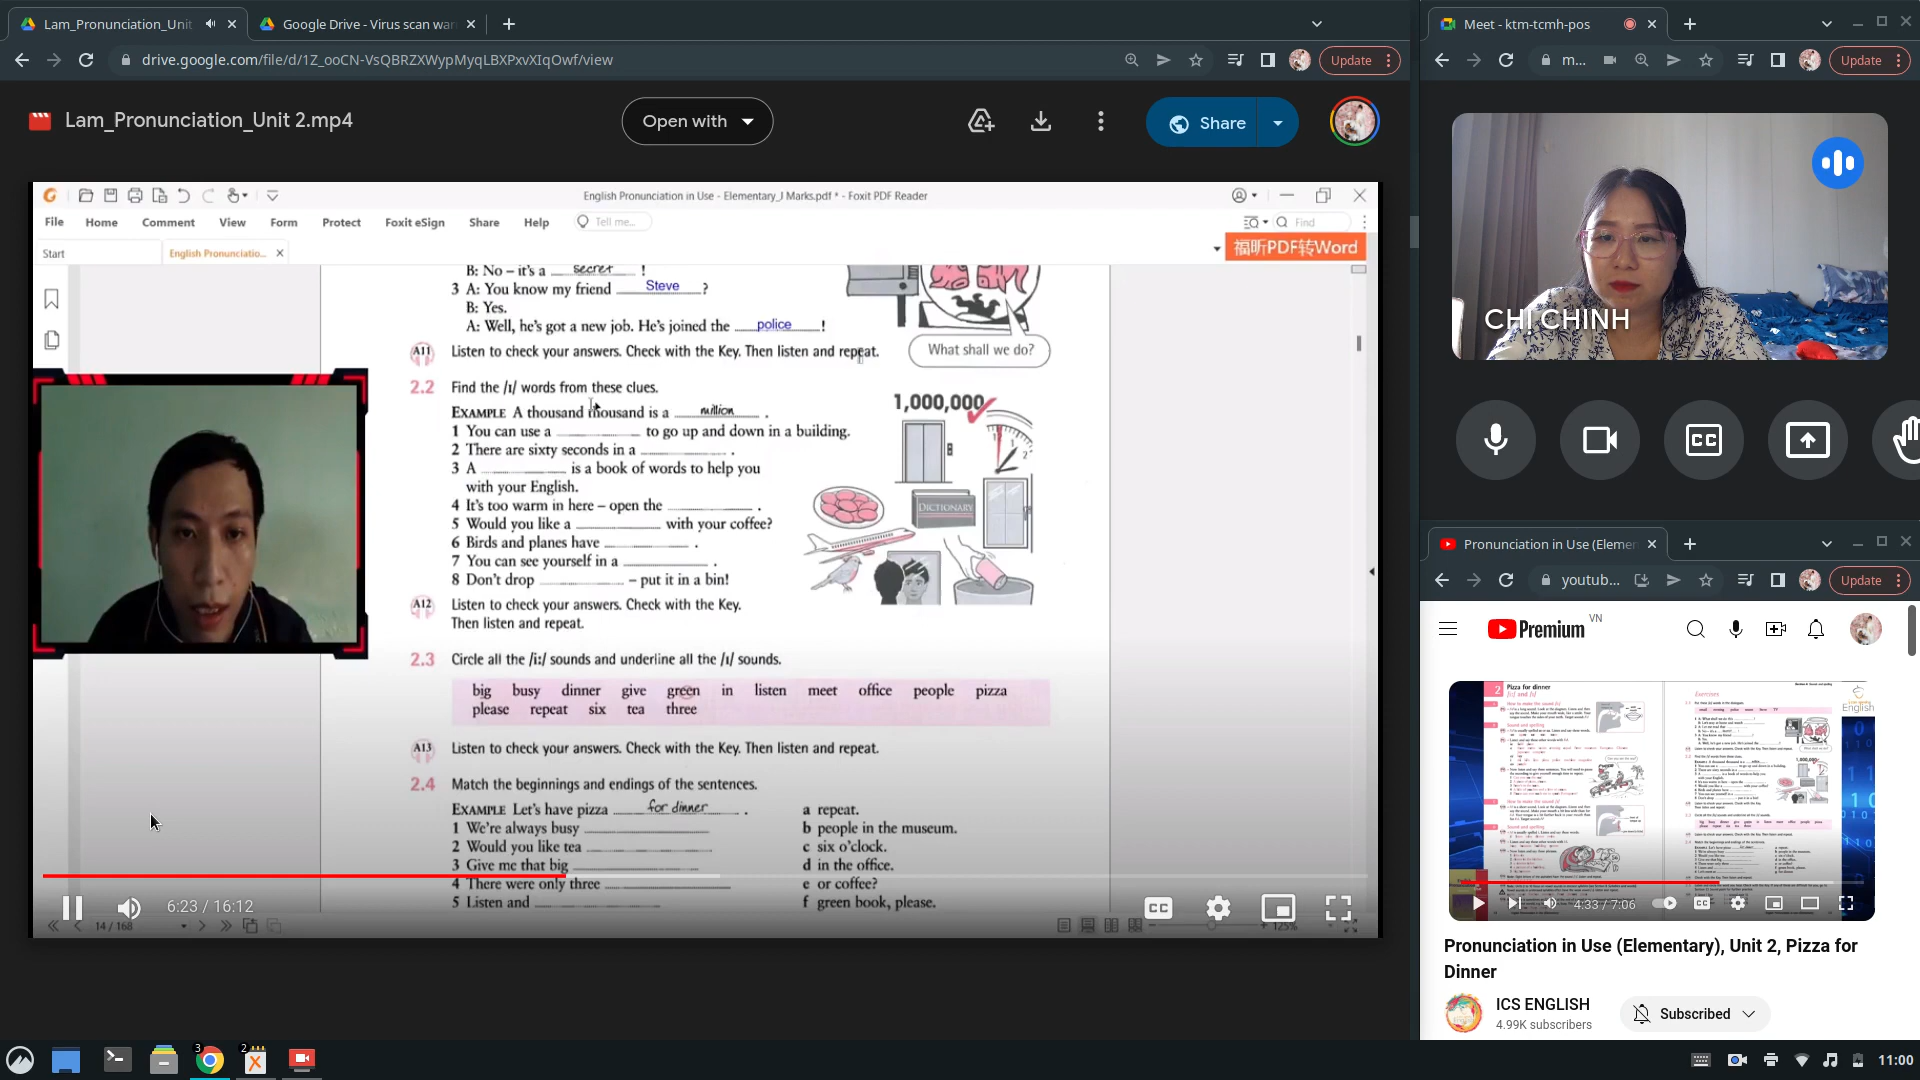 Lam_Pronunciation_Unit
Google Drive - Virus scan war
drive.google.com/file/d/1Z_ooCN-VsQBRZXWypMyqLBXPxvXIqOwf/view
Update
Lam_Pronunciation_Unit 2.mp4
Open with
Share
English Pronunciation in Use - Elementary_J Marks.pdf * - Foxit PDF Reader
File Home Comment View Form Protect Foxit eSign Share Help Tell me... Find
Start
English Pronunciatio...
福昕PDF转Word
B: No – it's a secret !
3 A: You know my friend Steve ?
B: Yes.
A: Well, he's got a new job. He's joined the police !
A11 Listen to check your answers. Check with the Key. Then listen and repeat.
What shall we do?
2.2 Find the /ɪ/ words from these clues.
EXAMPLE A thousand thousand is a million .
1 You can use a to go up and down in a building.
2 There are sixty seconds in a .
3 A is a book of words to help you
with your English.
4 It's too warm in here – open the .
5 Would you like a with your coffee?
6 Birds and planes have .
7 You can see yourself in a .
8 Don't drop – put it in a bin!
1,000,000
DICTIONARY
A12 Listen to check your answers. Check with the Key.
Then listen and repeat.
2.3 Circle all the /iː/ sounds and underline all the /ɪ/ sounds.
big busy dinner give green in listen meet office people pizza
please repeat six tea three
A13 Listen to check your answers. Check with the Key. Then listen and repeat.
2.4 Match the beginnings and endings of the sentences.
EXAMPLE Let's have pizza for dinner .
a repeat.
1 We're always busy
b people in the museum.
2 Would you like tea
c six o'clock.
3 Give me that big
d in the office.
4 There were only three
e or coffee?
5 Listen and
f green book, please.
6:23 / 16:12
CC
14 / 168
125%
Meet - ktm-tcmh-pos
m...
Update
CHỊ CHINH
CC
Pronunciation in Use (Elemen
youtub...
Update
Premium VN
2 Pizza for dinner
Exercises
English
4:33 / 7:06
Pronunciation in Use (Elementary), Unit 2, Pizza for
Dinner
ICS ENGLISH
4.99K subscribers
Subscribed
3
2
11:00